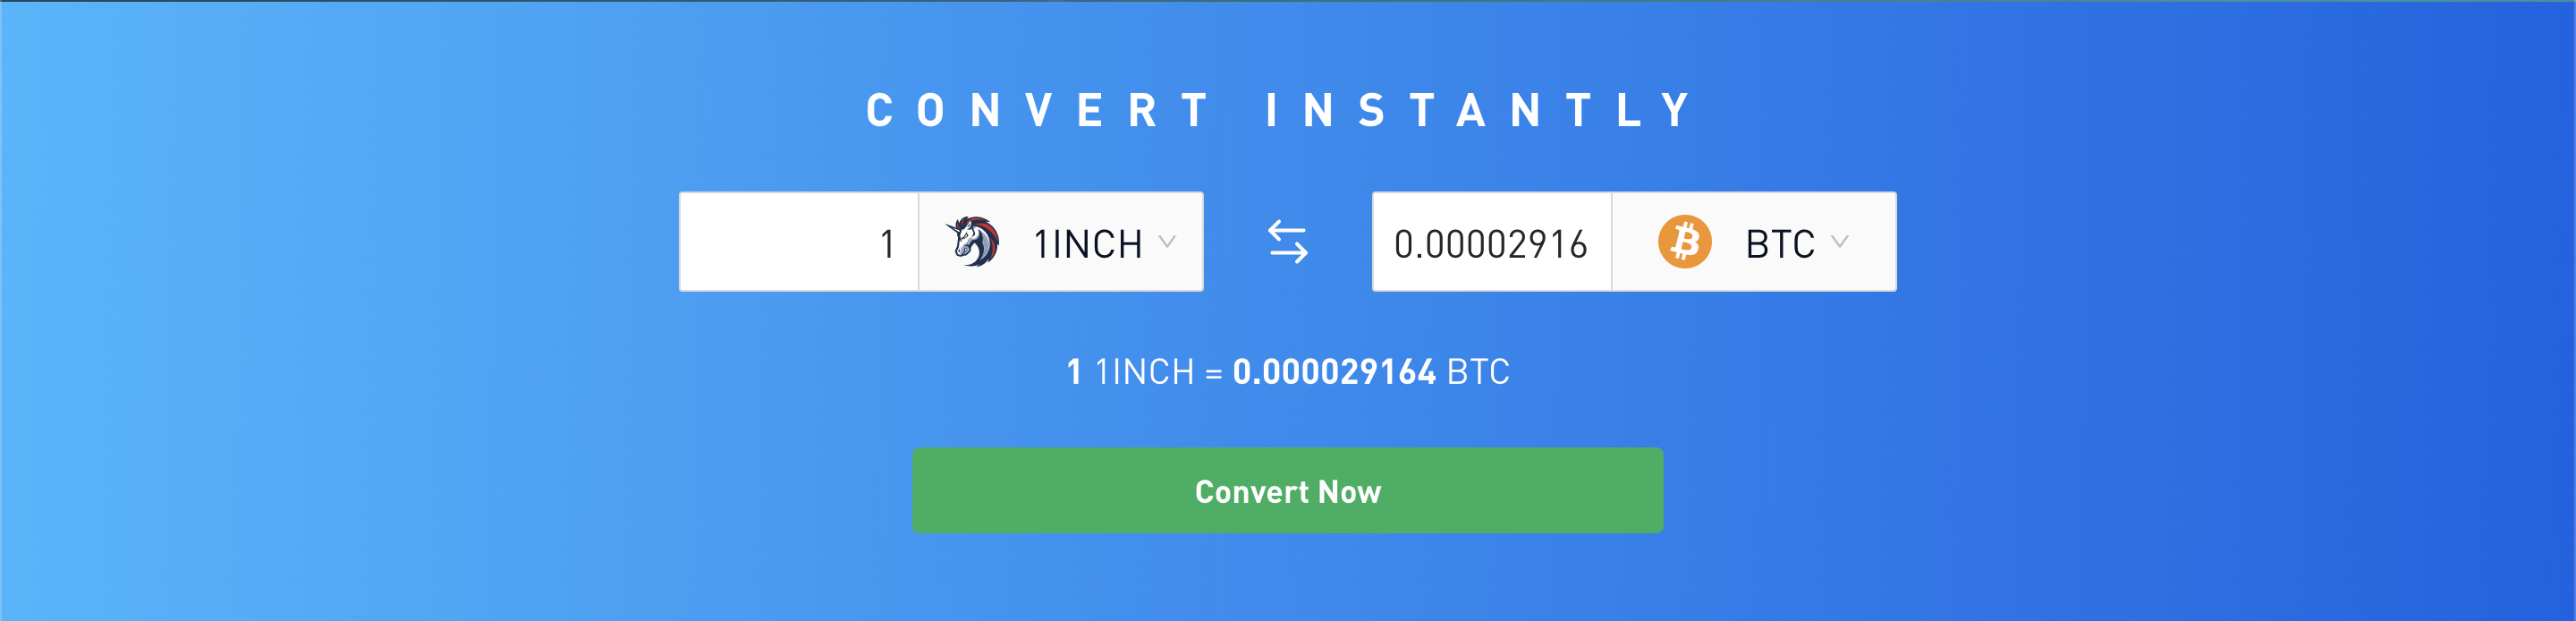 CONVERT INSTANTLY
1 1INCH 0.00002916 BTC
1 1INCH = 0.000029164 BTC
Convert Now